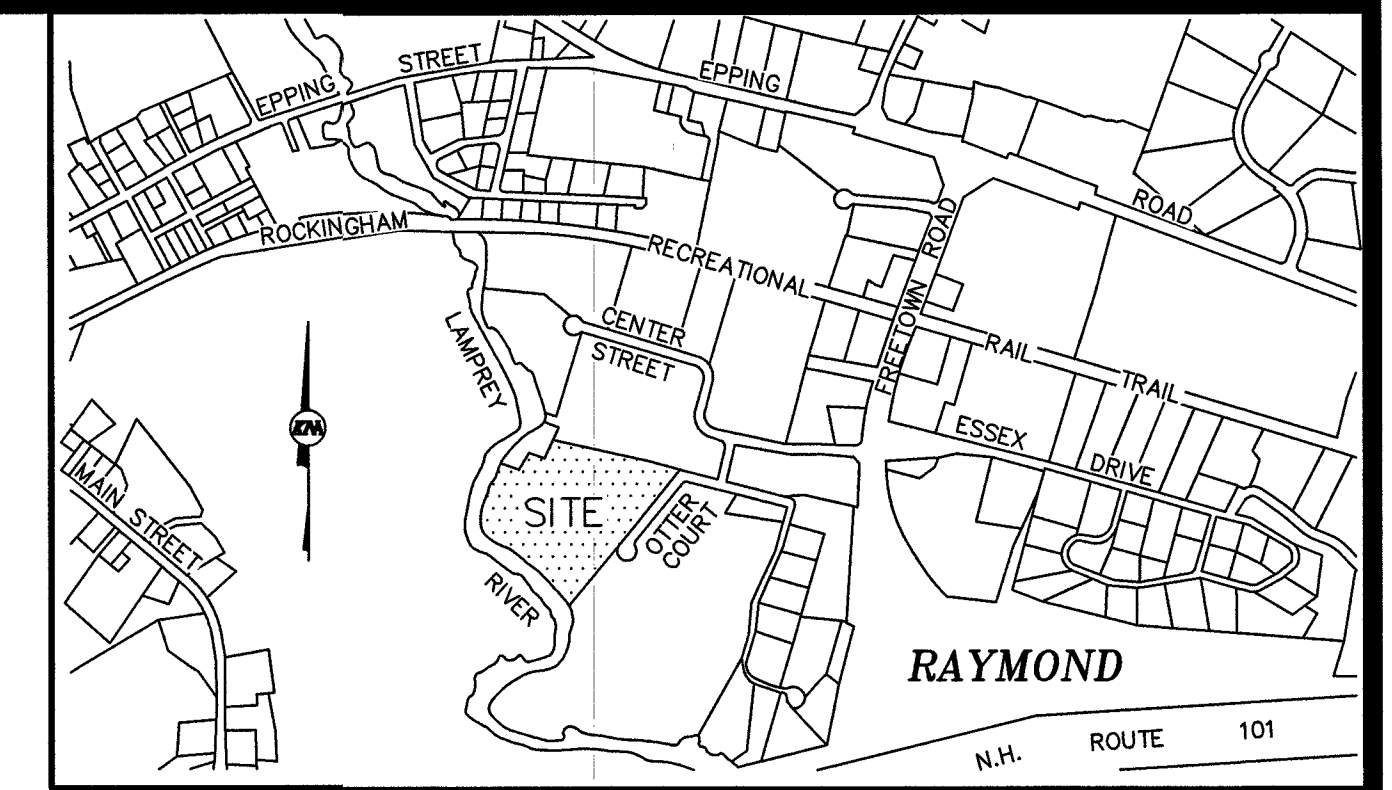 EPPING STREET
EPPING
ROAD
ROCKINGHAM
RECREATIONAL
RAIL
TRAIL
FREETOWN ROAD
CENTER
STREET
LAMPREY
RIVER
KM
ESSEX
DRIVE
MAIN STREET
SITE
OTTER
COURT
RAYMOND
N.H. ROUTE 101